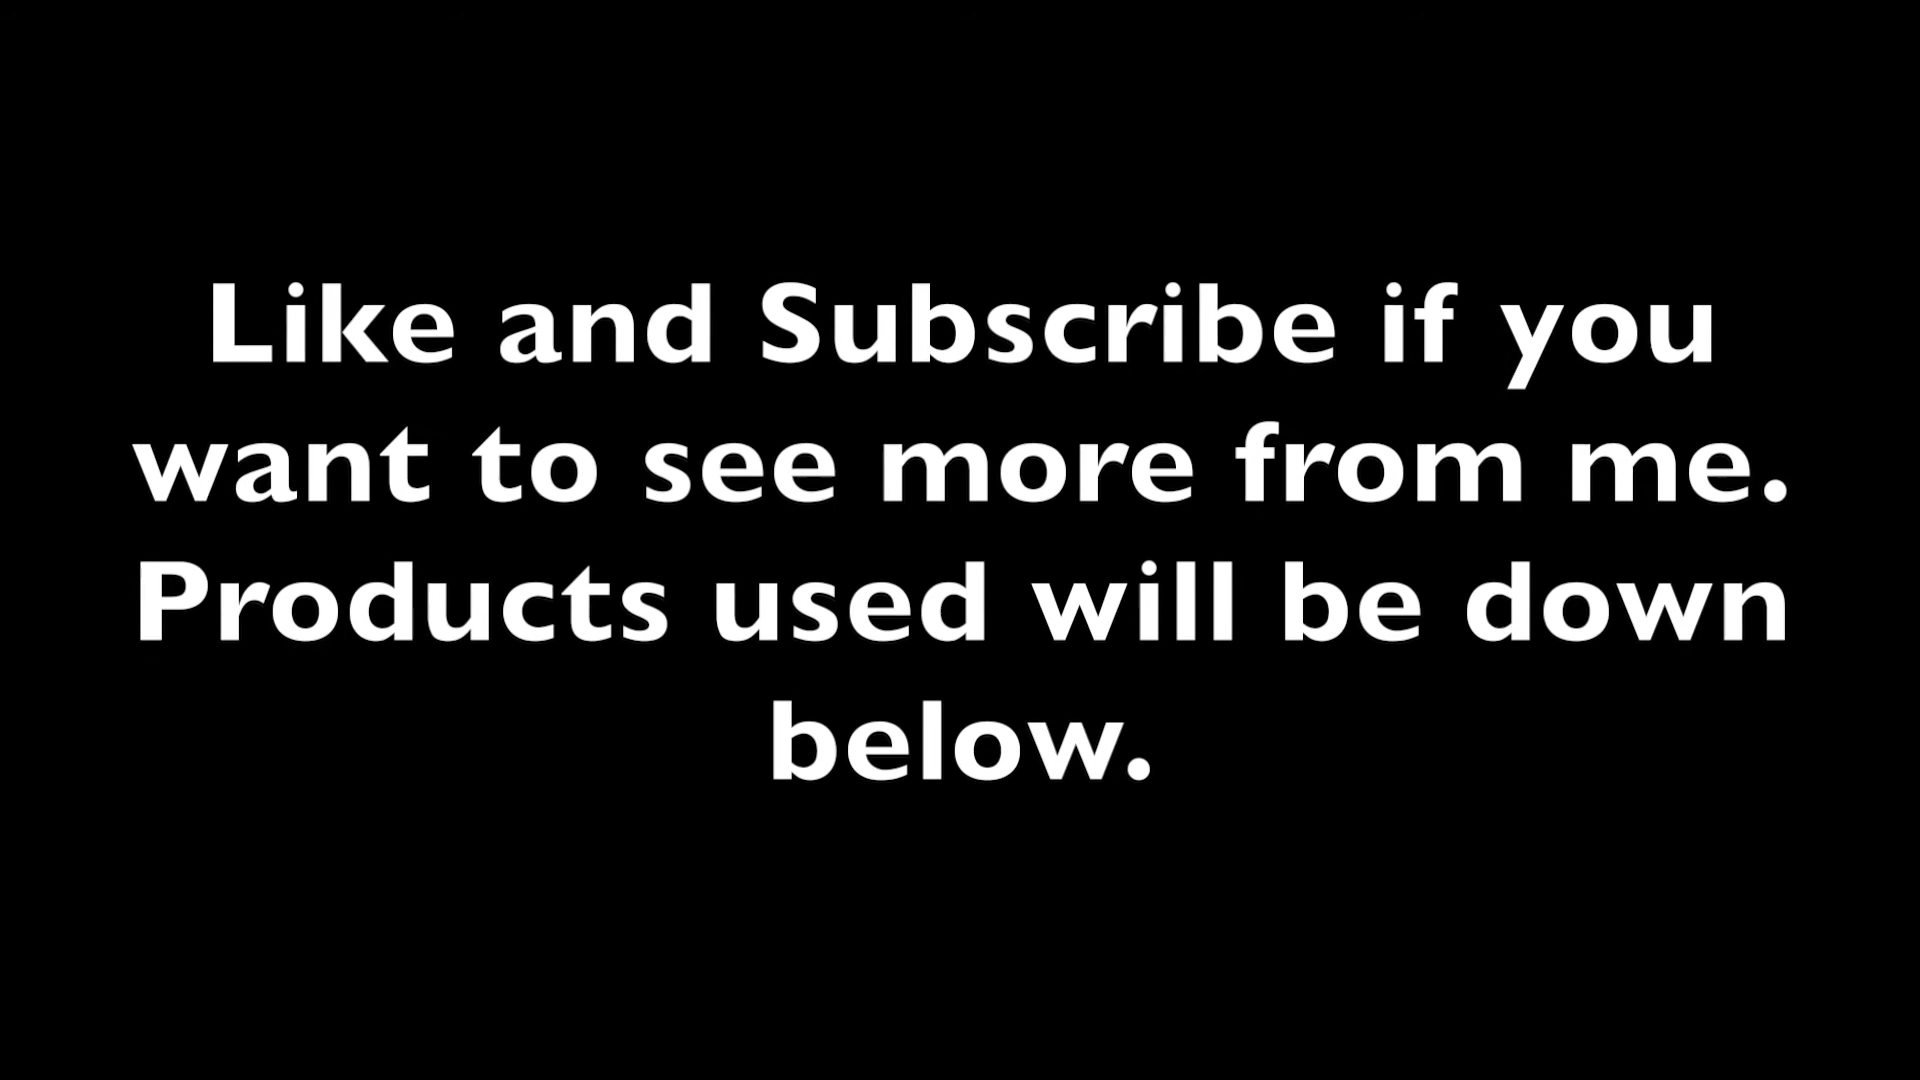 Like and Subscribe if you
want to see more from me.
Products used will be down
below.